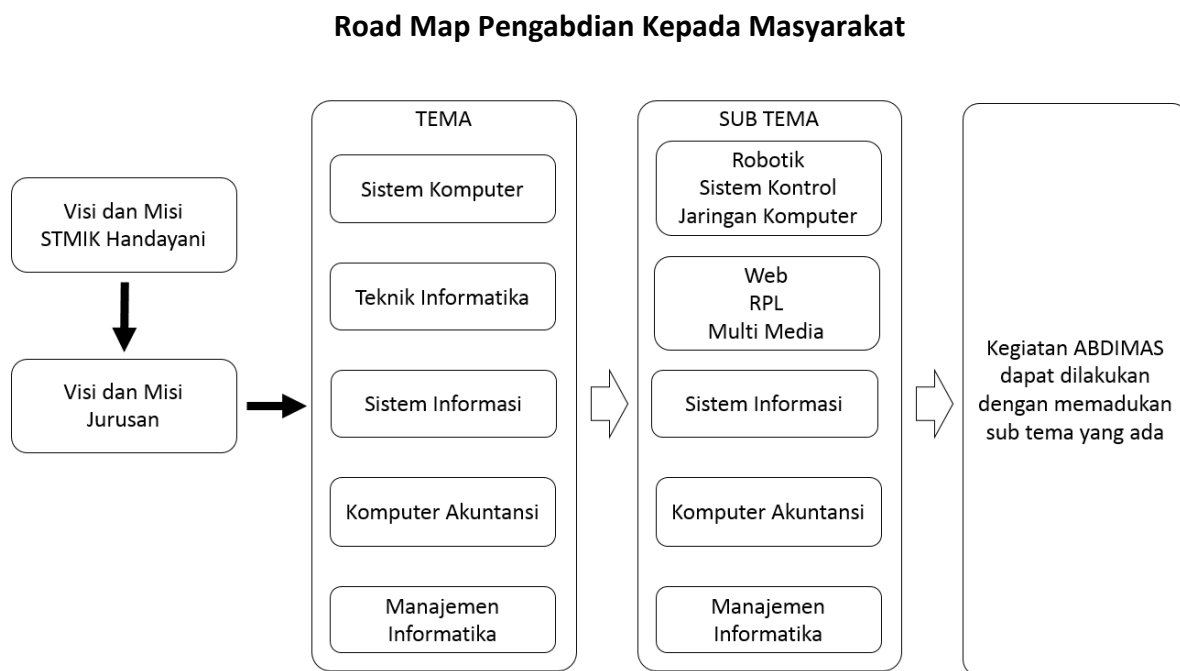 Road Map Pengabdian Kepada Masyarakat
Visi dan Misi
STMIK Handayani
Visi dan Misi
Jurusan
TEMA
Sistem Komputer
Teknik Informatika
Sistem Informasi
Komputer Akuntansi
Manajemen
Informatika
SUB TEMA
Robotik
Sistem Kontrol
Jaringan Komputer
Web
RPL
Multi Media
Sistem Informasi
Komputer Akuntansi
Manajemen
Informatika
Kegiatan ABDIMAS
dapat dilakukan
dengan memadukan
sub tema yang ada